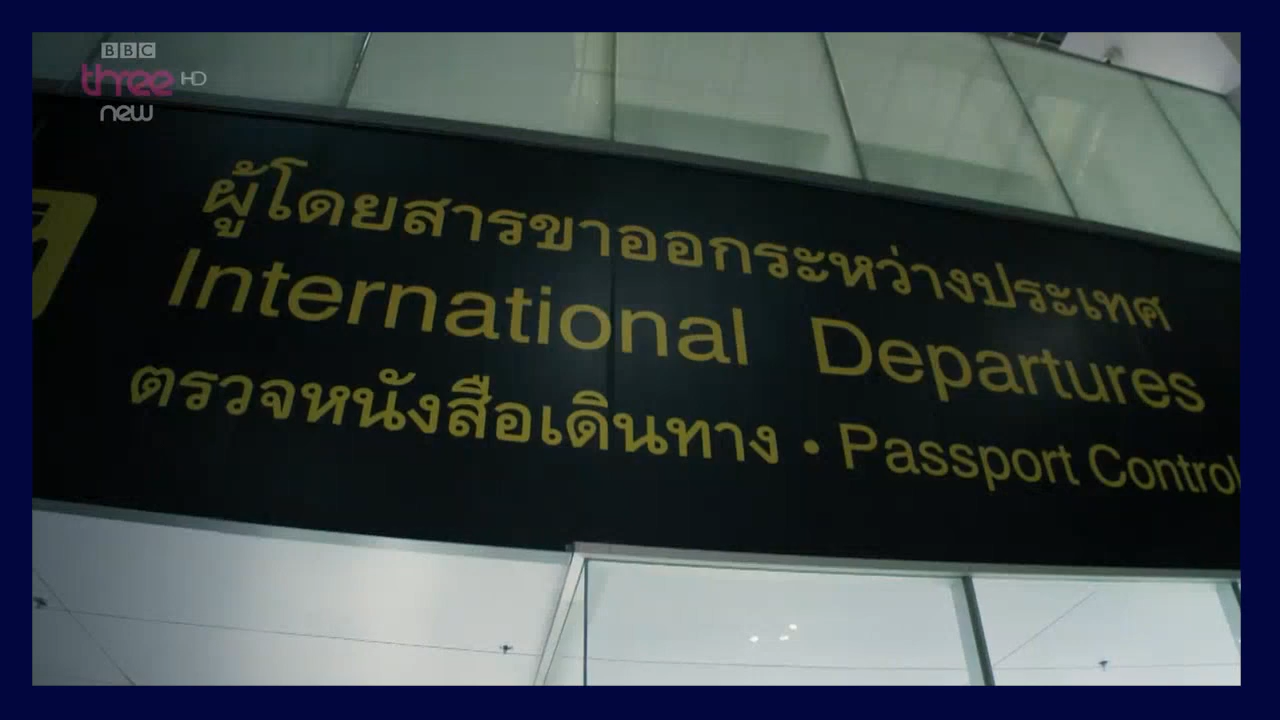 BBC
three HD
new
ผู้โดยสารขาออกระหว่างประเทศ
International Departures
ตรวจหนังสือเดินทาง • Passport Control